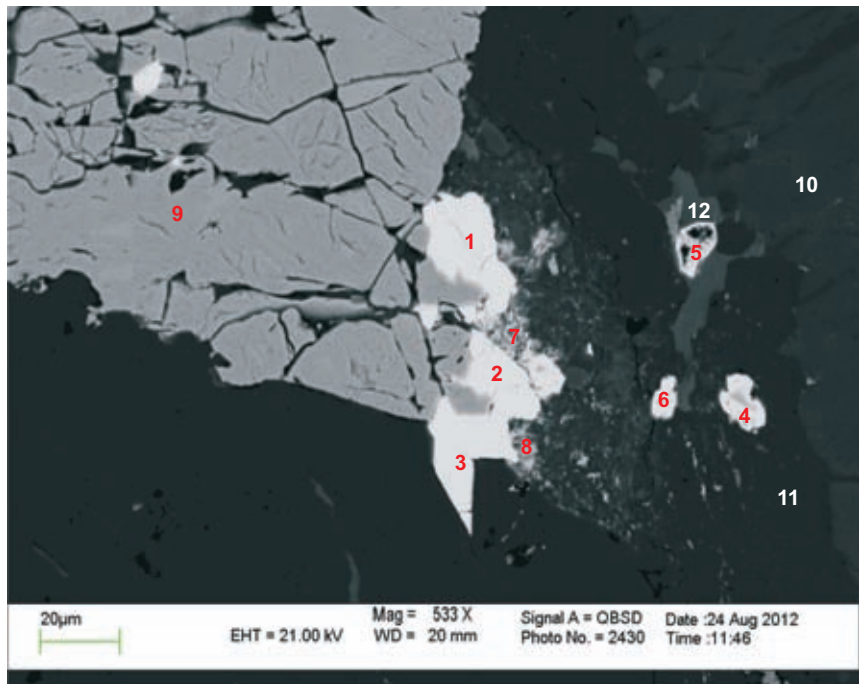 10
12
9
1
5
7
2
6
4
8
3
11
20µm
EHT = 21.00 kV
Mag = 533 X
WD = 20 mm
Signal A = QBSD
Photo No. = 2430
Date :24 Aug 2012
Time :11:46